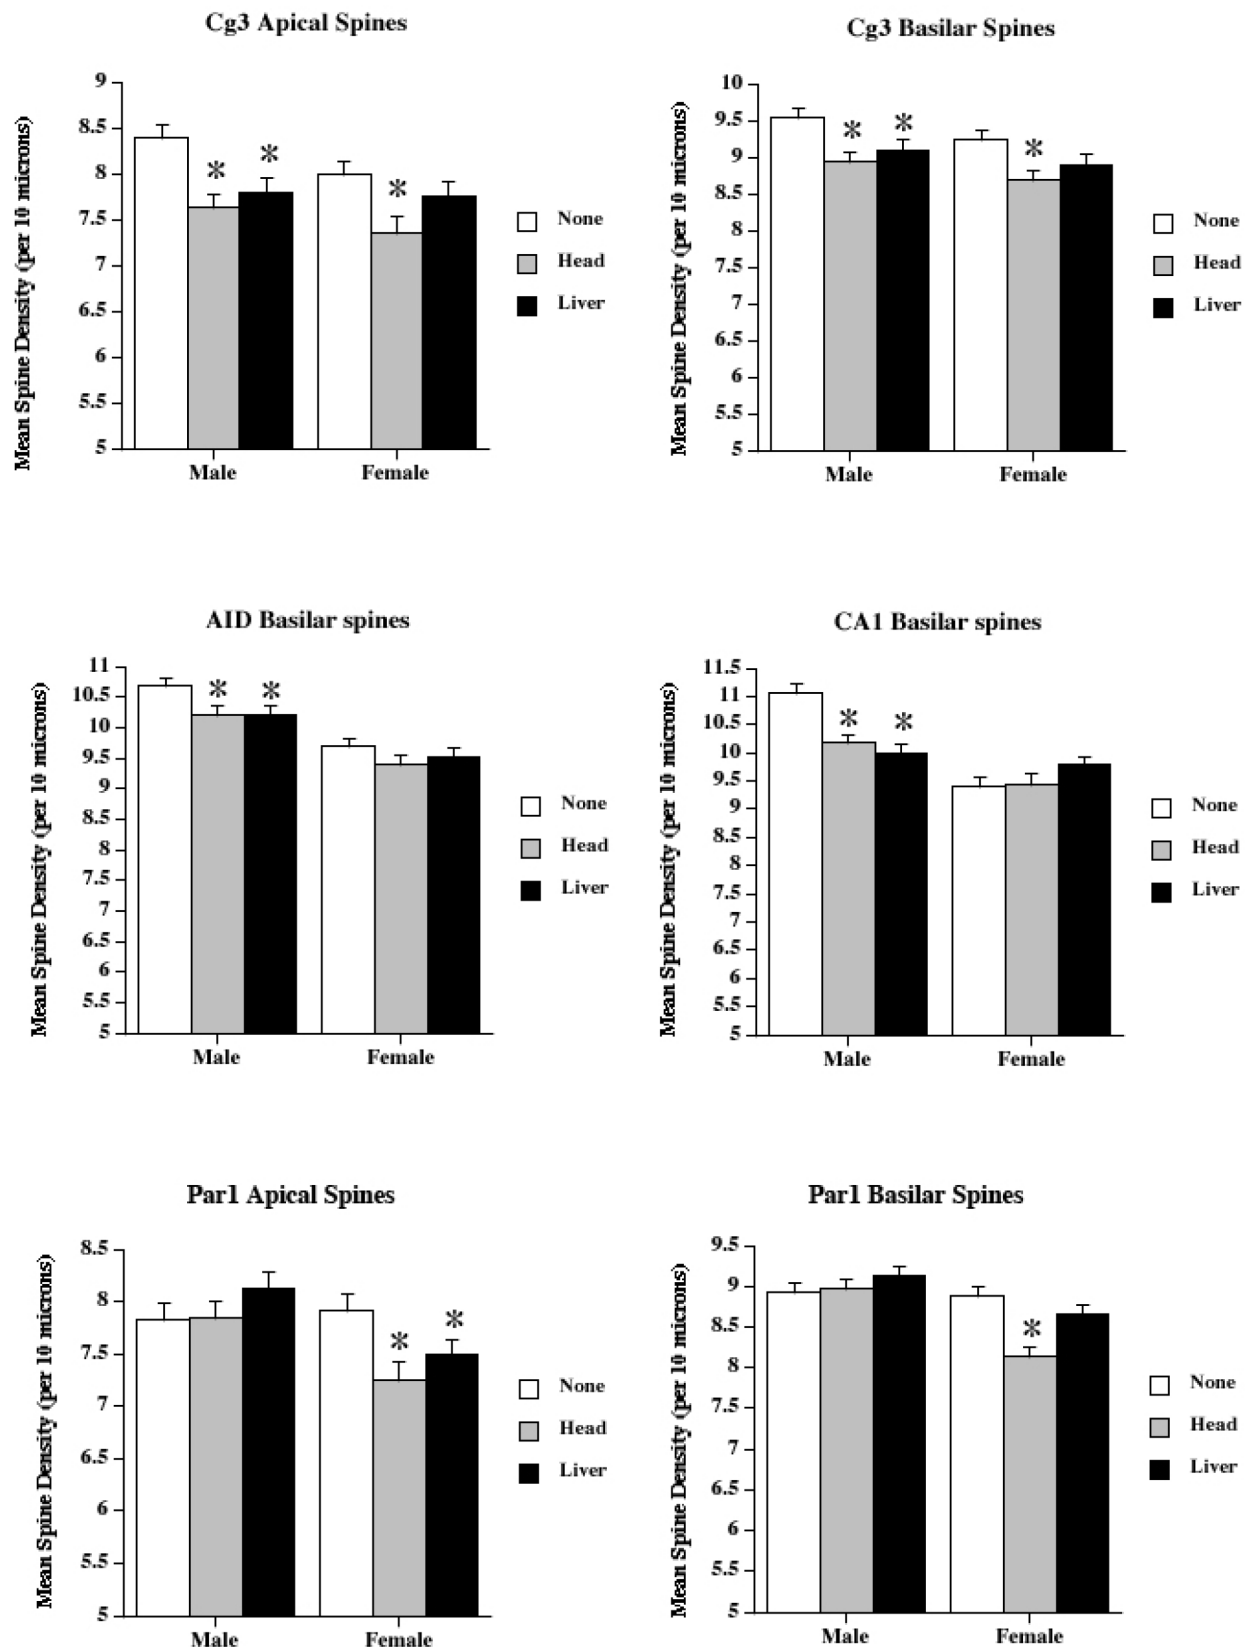 Cg3 Apical Spines
Mean Spine Density (per 10 microns)
9
8.5
8
7.5
7
6.5
6
5.5
5
* * *
Male Female
None
Head
Liver
Cg3 Basilar Spines
Mean Spine Density (per 10 microns)
10
9.5
9
8.5
8
7.5
7
6.5
6
5.5
5
* * *
Male Female
None
Head
Liver
AID Basilar spines
Mean Spine Density (per 10 microns)
11
10.5
10
9.5
9
8.5
8
7.5
7
6.5
6
5.5
5
* *
Male Female
None
Head
Liver
CA1 Basilar spines
Mean Spine Density (per 10 microns)
11.5
11
10.5
10
9.5
9
8.5
8
7.5
7
6.5
6
5.5
5
* *
Male Female
None
Head
Liver
Par1 Apical Spines
Mean Spine Density (per 10 microns)
8.5
8
7.5
7
6.5
6
5.5
5
* *
Male Female
None
Head
Liver
Par1 Basilar Spines
Mean Spine Density (per 10 microns)
9.5
9
8.5
8
7.5
7
6.5
6
5.5
5
*
Male Female
None
Head
Liver